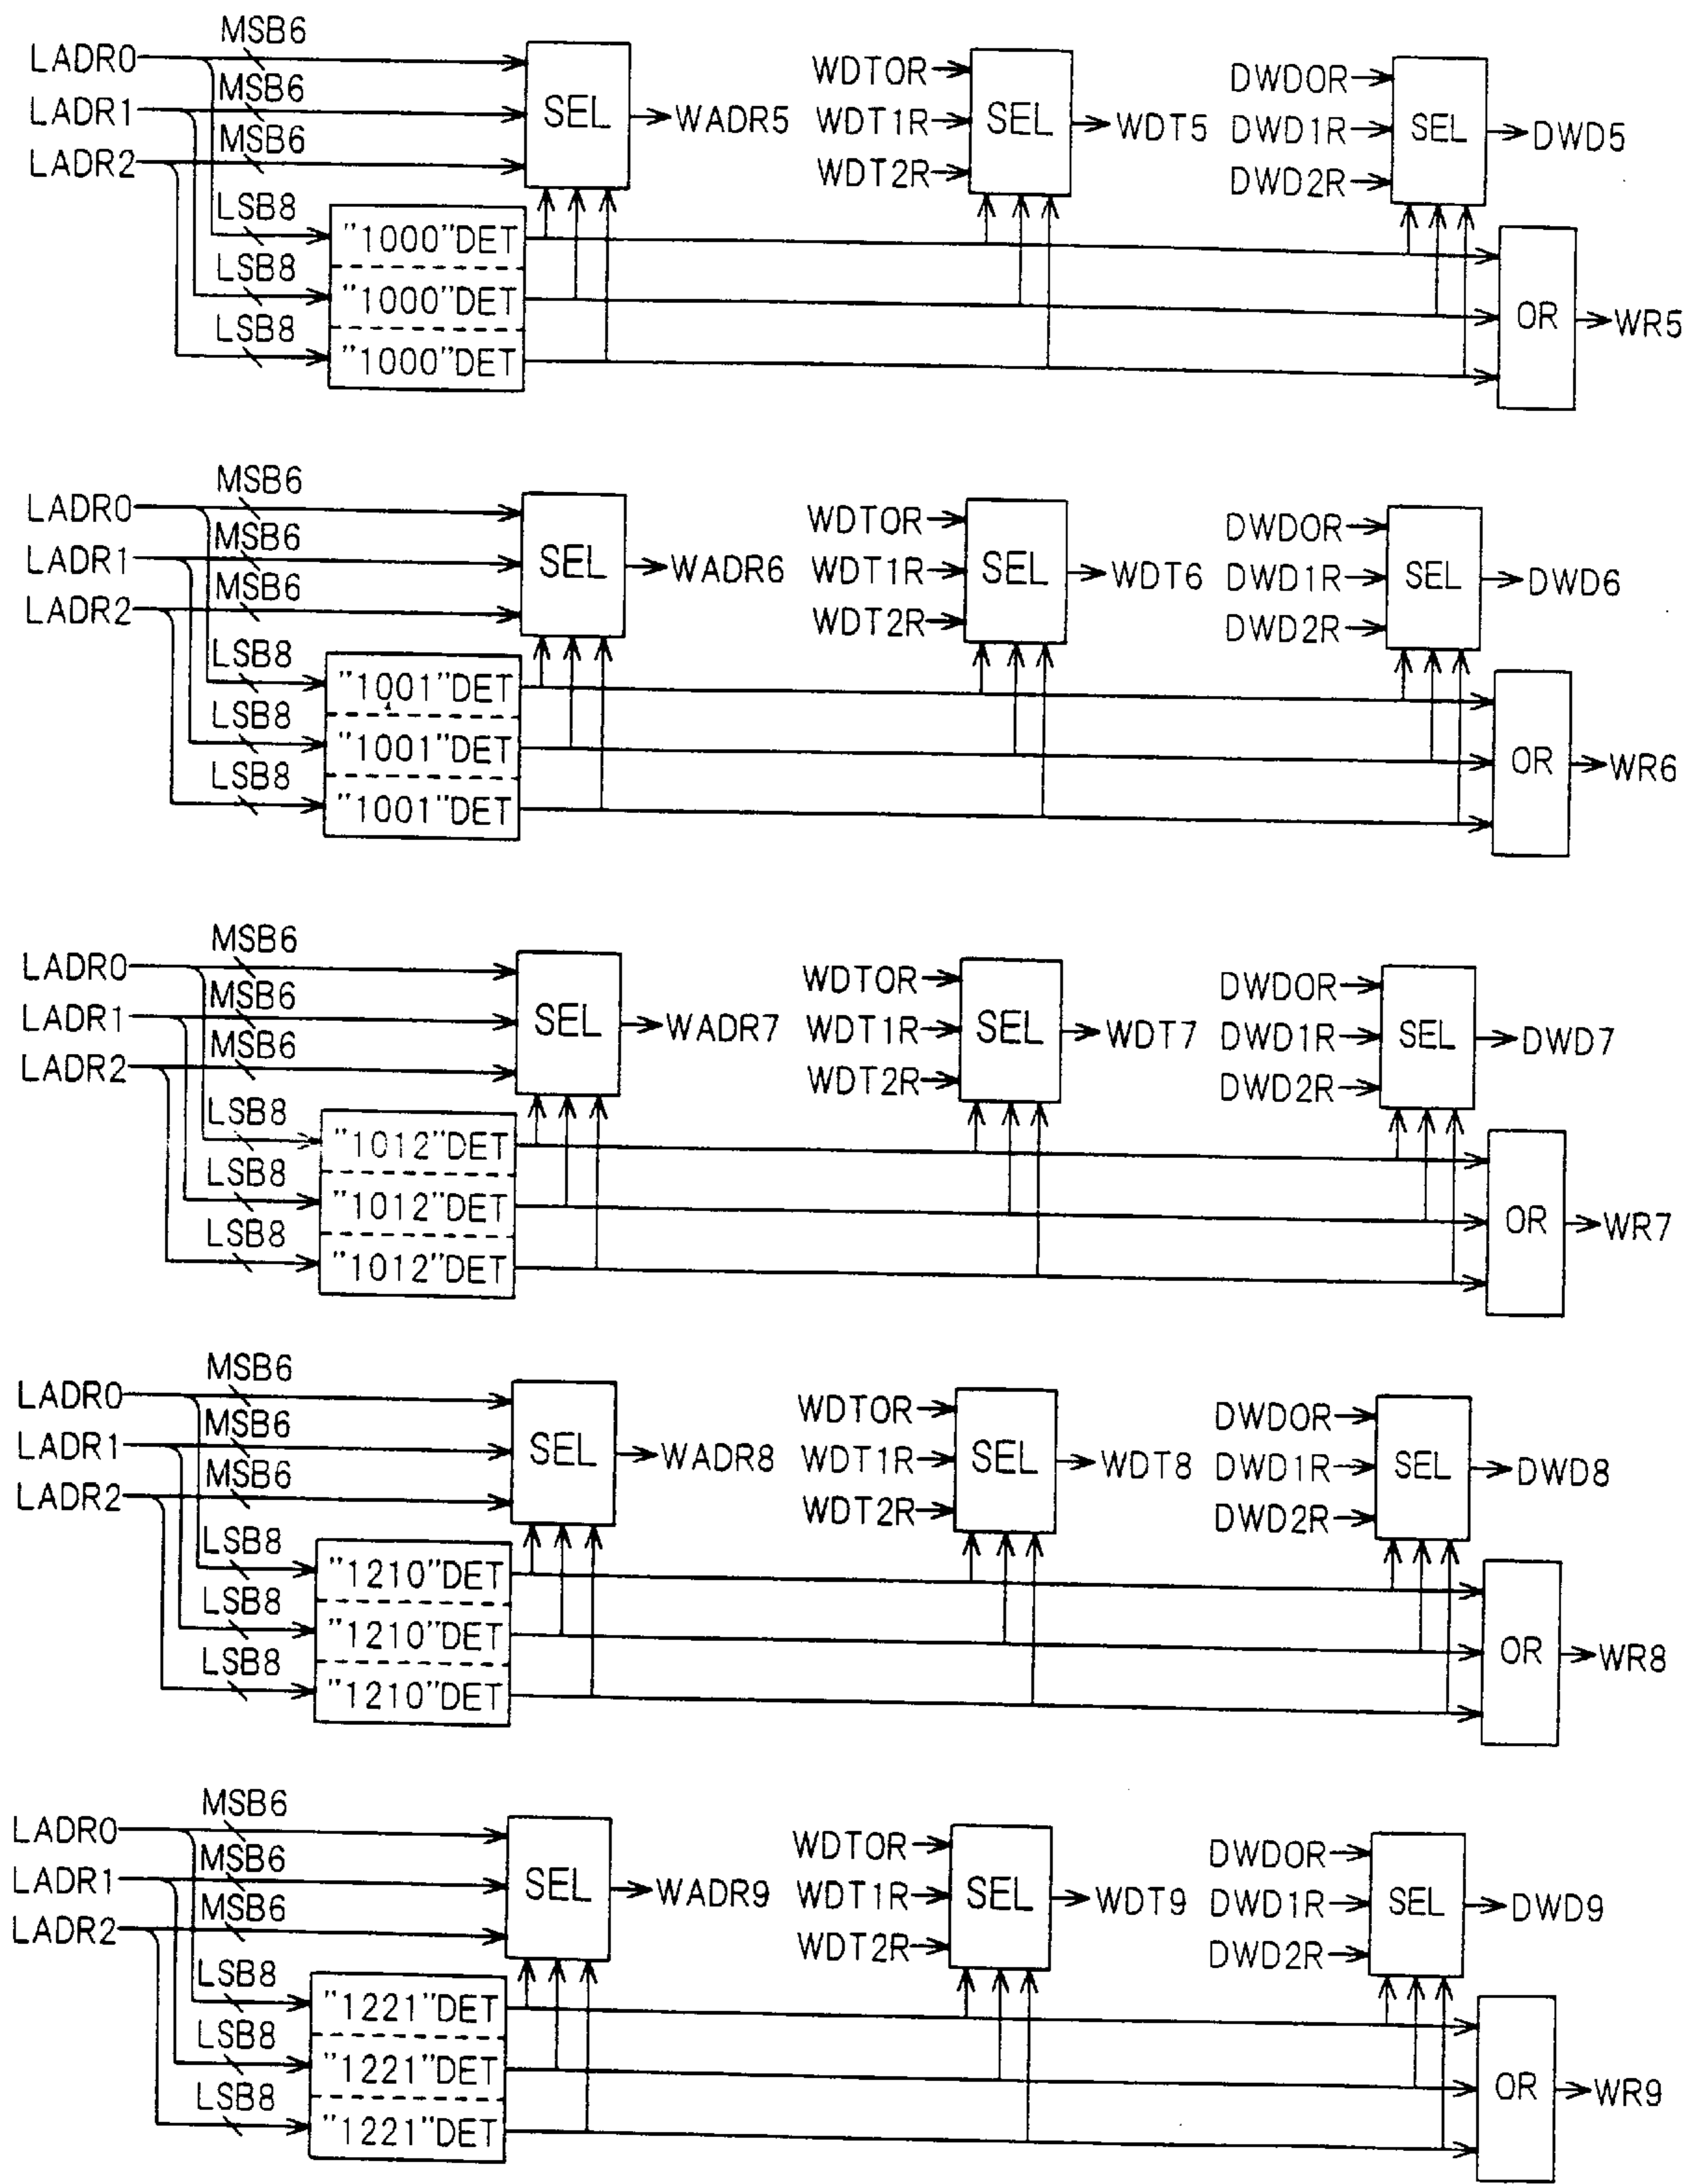 MSB6
LADR0
MSB6
LADR1
MSB6
LADR2
SEL
WADR5
WDT0R
WDT1R
WDT2R
SEL
WDT5
DWD0R
DWD1R
DWD2R
SEL
DWD5
LSB8
"1000"DET
LSB8
"1000"DET
LSB8
"1000"DET
OR
WR5
MSB6
LADR0
MSB6
LADR1
MSB6
LADR2
SEL
WADR6
WDT0R
WDT1R
WDT2R
SEL
WDT6
DWD0R
DWD1R
DWD2R
SEL
DWD6
LSB8
"1001"DET
LSB8
"1001"DET
LSB8
"1001"DET
OR
WR6
MSB6
LADR0
MSB6
LADR1
MSB6
LADR2
SEL
WADR7
WDT0R
WDT1R
WDT2R
SEL
WDT7
DWD0R
DWD1R
DWD2R
SEL
DWD7
LSB8
"1012"DET
LSB8
"1012"DET
LSB8
"1012"DET
OR
WR7
MSB6
LADR0
MSB6
LADR1
MSB6
LADR2
SEL
WADR8
WDT0R
WDT1R
WDT2R
SEL
WDT8
DWD0R
DWD1R
DWD2R
SEL
DWD8
LSB8
"1210"DET
LSB8
"1210"DET
LSB8
"1210"DET
OR
WR8
MSB6
LADR0
MSB6
LADR1
MSB6
LADR2
SEL
WADR9
WDT0R
WDT1R
WDT2R
SEL
WDT9
DWD0R
DWD1R
DWD2R
SEL
DWD9
LSB8
"1221"DET
LSB8
"1221"DET
LSB8
"1221"DET
OR
WR9